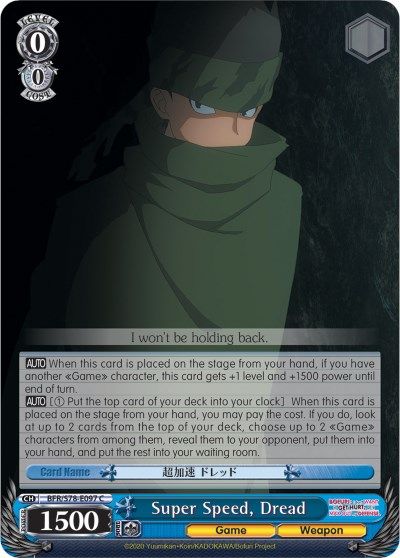 LEVEL
0
0
COST
I won't be holding back.
AUTO When this card is placed on the stage from your hand, if you have
another «Game» character, this card gets +1 level and +1500 power until
end of turn.
AUTO [① Put the top card of your deck into your clock] When this card is
placed on the stage from your hand, you may pay the cost. If you do, look
at up to 2 cards from the top of your deck, choose up to 2 «Game»
characters from among them, reveal them to your opponent, put them into
your hand, and put the rest into your waiting room.
Card Name 超加速 ドレッド
CH BFR/S78-E097 C
POWER 1500
Super Speed, Dread
Game Weapon
©2020 Yuumikan•Koin/KADOKAWA/Bofuri Project